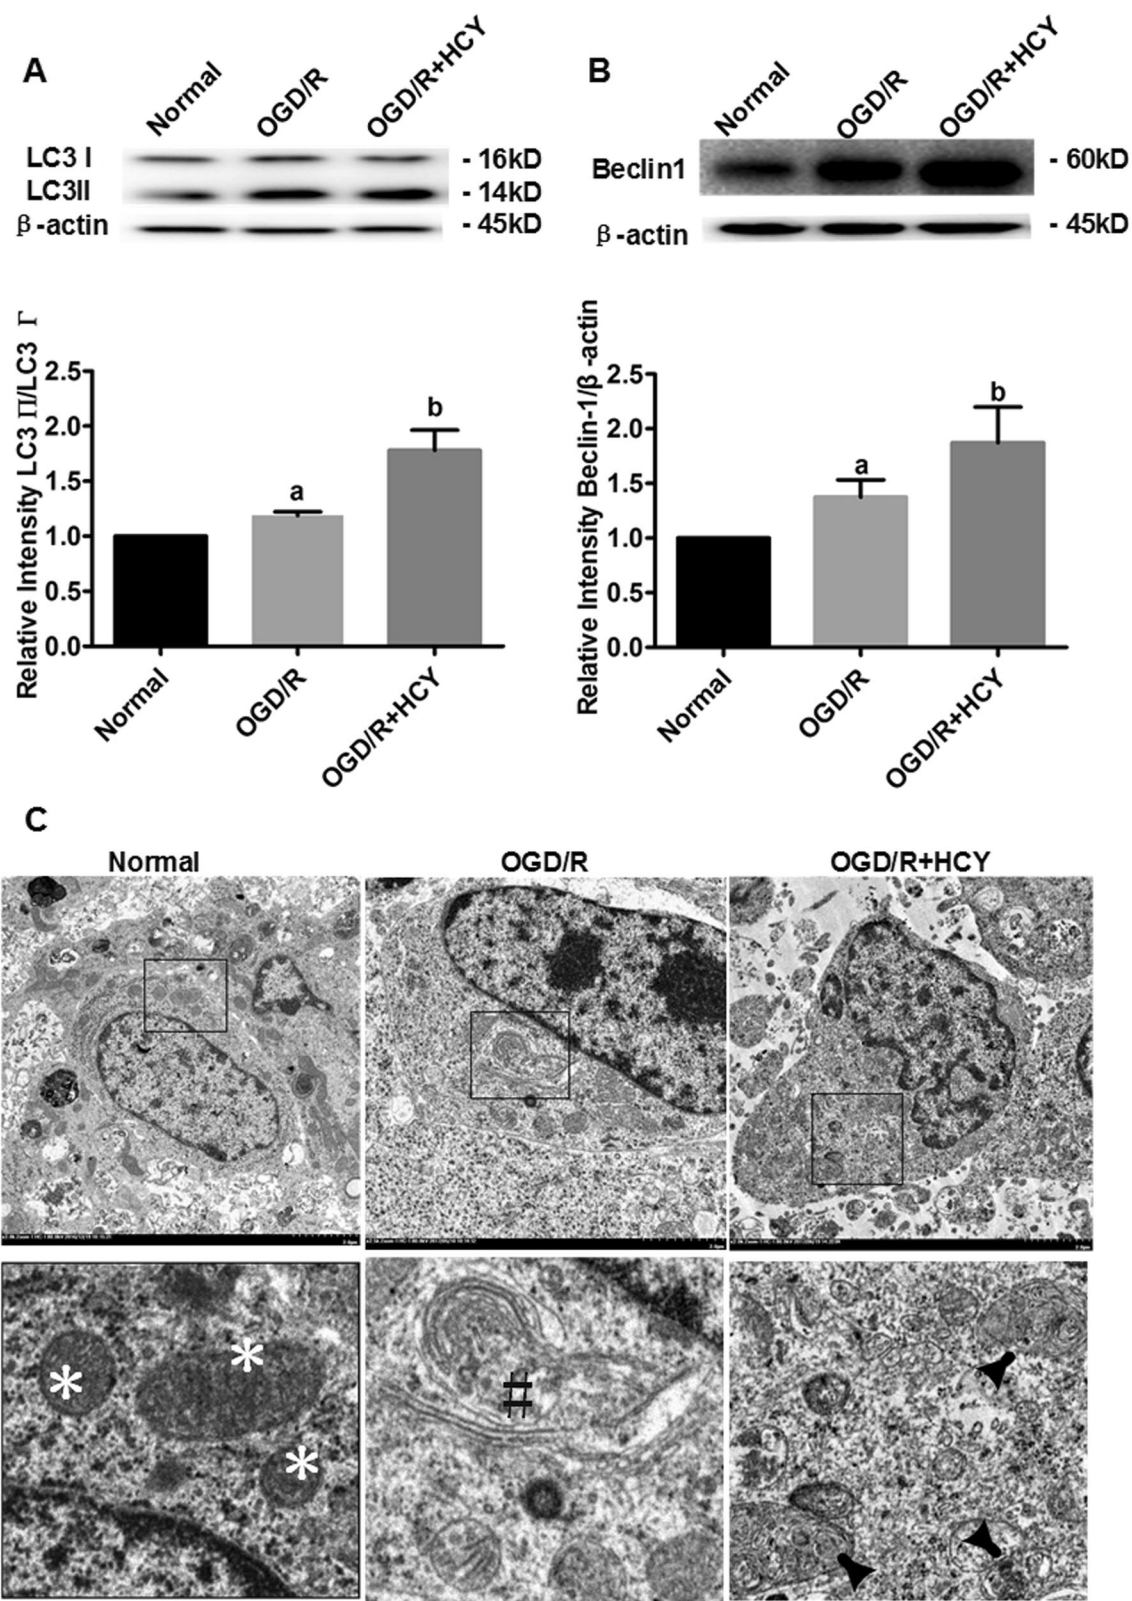 A
Normal
OGD/R
OGD/R+HCY
LC3 I
- 16kD
LC3II
- 14kD
β-actin
- 45kD
B
Normal
OGD/R
OGD/R+HCY
Beclin1
- 60kD
β-actin
- 45kD
Relative Intensity LC3 Π/LC3 Γ
2.5
2.0
1.5
1.0
0.5
0.0
a
b
Normal
OGD/R
OGD/R+HCY
Relative Intensity Beclin-1/β-actin
2.5
2.0
1.5
1.0
0.5
0.0
a
b
Normal
OGD/R
OGD/R+HCY
C
Normal
OGD/R
OGD/R+HCY
*
*
*
#